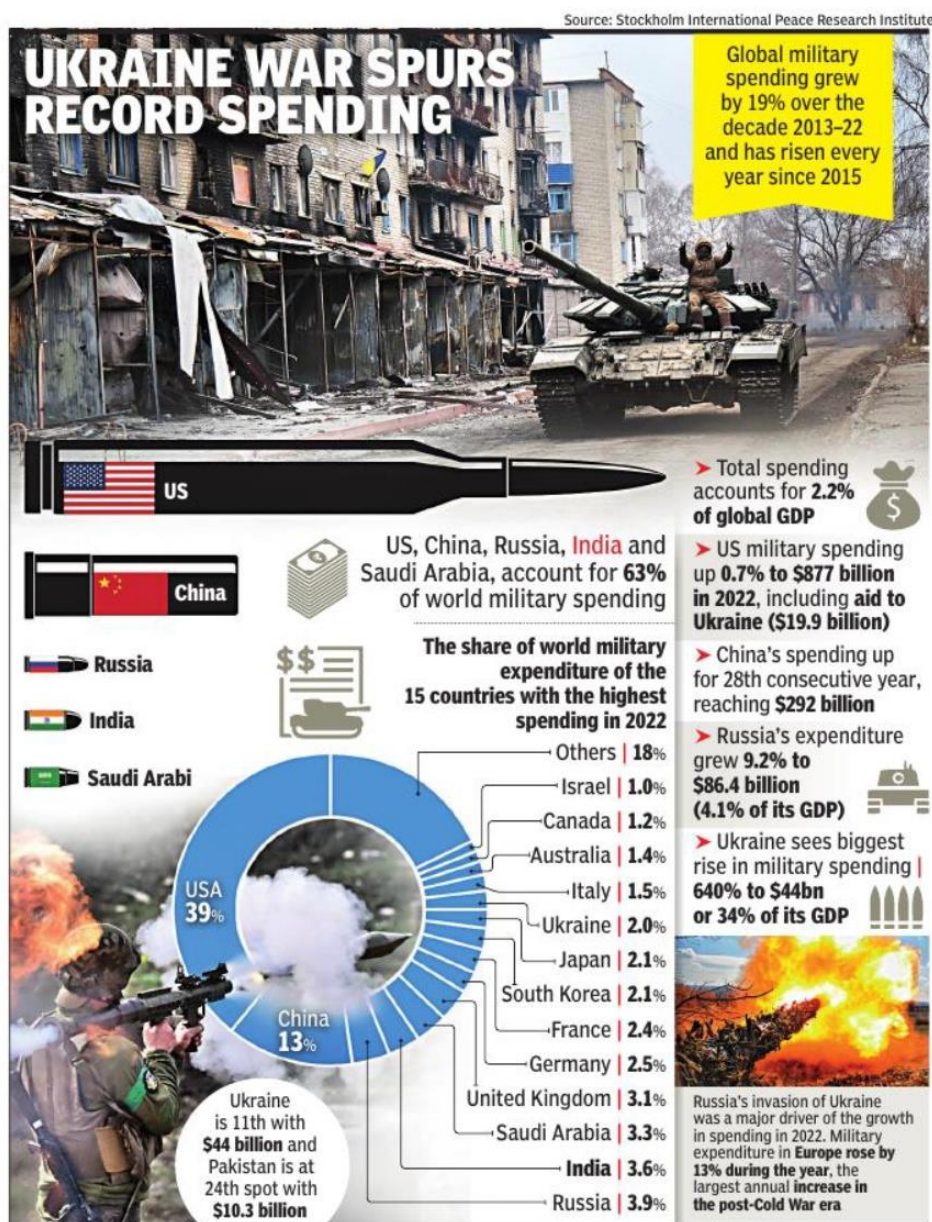 Source: Stockholm International Peace Research Institute
UKRAINE WAR SPURS
RECORD SPENDING
Global military
spending grew
by 19% over the
decade 2013–22
and has risen every
year since 2015
US
China
Russia
India
Saudi Arabi
US, China, Russia, India and
Saudi Arabia, account for 63%
of world military spending
The share of world military
expenditure of the
15 countries with the highest
spending in 2022
Others | 18%
Israel | 1.0%
Canada | 1.2%
Australia | 1.4%
Italy | 1.5%
Ukraine | 2.0%
Japan | 2.1%
South Korea | 2.1%
France | 2.4%
Germany | 2.5%
United Kingdom | 3.1%
Saudi Arabia | 3.3%
India | 3.6%
Russia | 3.9%
USA
39%
China
13%
$$
Ukraine
is 11th with
$44 billion and
Pakistan is at
24th spot with
$10.3 billion
➤ Total spending
accounts for 2.2%
of global GDP
$
➤ US military spending
up 0.7% to $877 billion
in 2022, including aid to
Ukraine ($19.9 billion)
➤ China's spending up
for 28th consecutive year,
reaching $292 billion
➤ Russia's expenditure
grew 9.2% to
$86.4 billion
(4.1% of its GDP)
➤ Ukraine sees biggest
rise in military spending |
640% to $44bn
or 34% of its GDP
Russia's invasion of Ukraine
was a major driver of the growth
in spending in 2022. Military
expenditure in Europe rose by
13% during the year, the
largest annual increase in
the post-Cold War era